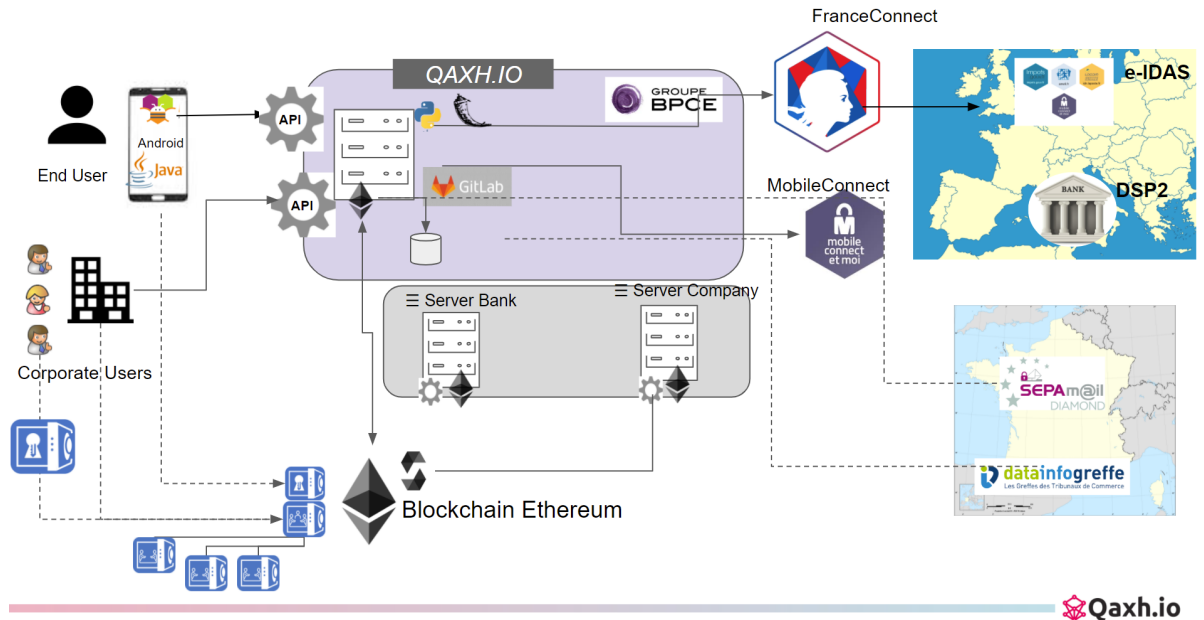 FranceConnect
QAXH.IO
GROUPE
BPCE
e-IDAS
API
Android
Java
End User
GitLab
MobileConnect
DSP2
BANK
API
mobile
connect
et moi
☰ Server Bank
☰ Server Company
Corporate Users
SEPAm@il
DIAMOND
datainfogreffe
Les Greffes des Tribunaux de Commerce
Blockchain Ethereum
Qaxh.io